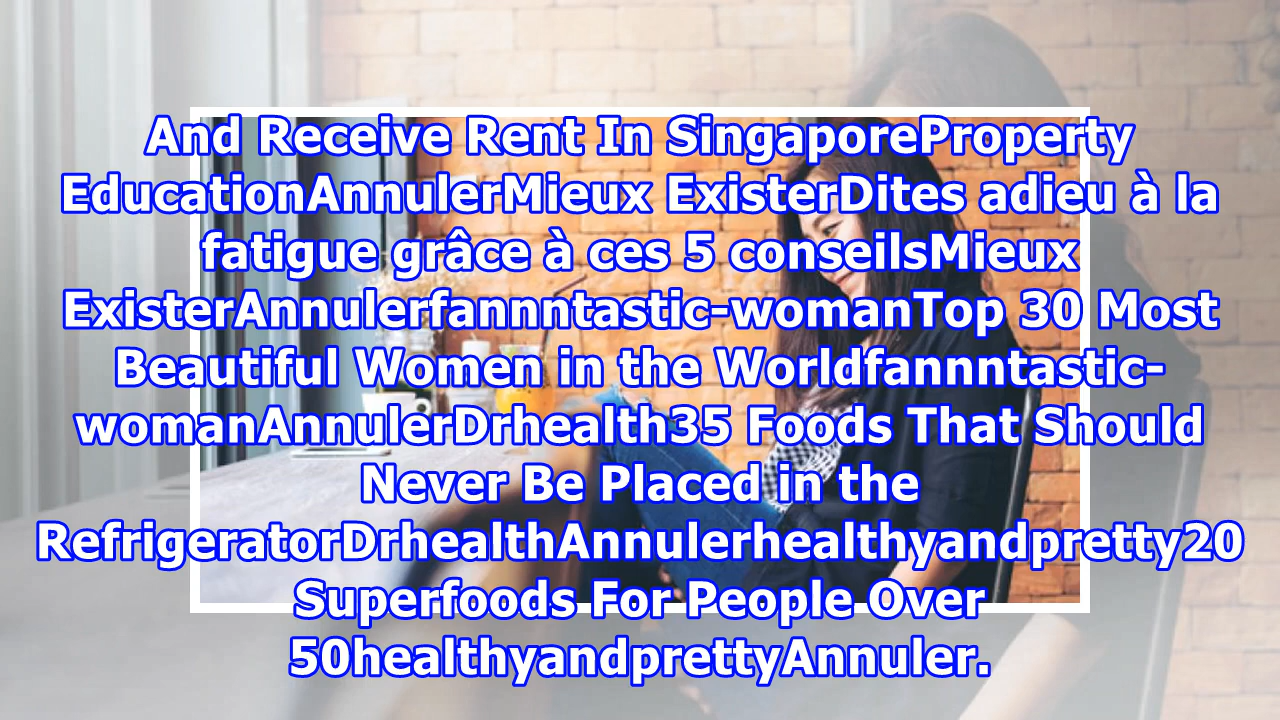 And Receive Rent In SingaporeProperty
EducationAnnulerMieux ExisterDites adieu à la
fatigue grâce à ces 5 conseilsMieux
ExisterAnnulerfannntastic-womanTop 30 Most
Beautiful Women in the Worldfannntastic-
womanAnnulerDrhealth35 Foods That Should
Never Be Placed in the
RefrigeratorDrhealthAnnulerhealthyandpretty20
Superfoods For People Over
50healthyandprettyAnnuler.